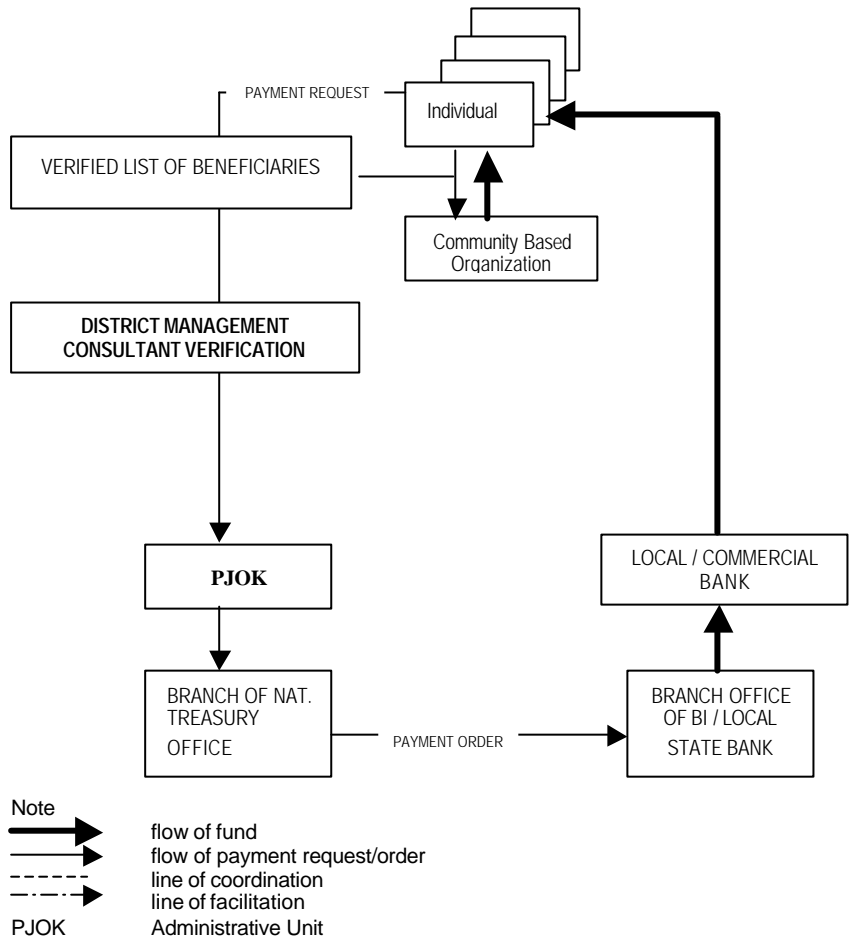 PAYMENT REQUEST
Individual
VERIFIED LIST OF BENEFICIARIES
Community Based
Organization
DISTRICT MANAGEMENT
CONSULTANT VERIFICATION
PJOK
LOCAL / COMMERCIAL
BANK
BRANCH OF NAT.
TREASURY
OFFICE
PAYMENT ORDER
BRANCH OFFICE
OF BI / LOCAL
STATE BANK
Note
flow of fund
flow of payment request/order
line of coordination
line of facilitation
PJOK Administrative Unit